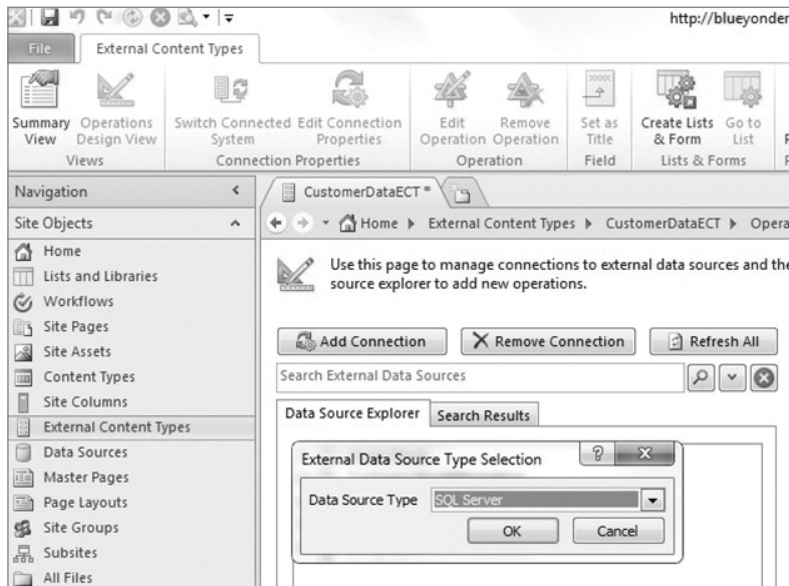 http://blueyonder
File
External Content Types
Summary View
Operations Design View
Views
Switch Connected System
Edit Connection Properties
Connection Properties
Edit Operation
Remove Operation
Operation
Set as Title
Field
Create Lists & Form
Go to List
Lists & Forms
Navigation
Site Objects
Home
Lists and Libraries
Workflows
Site Pages
Site Assets
Content Types
Site Columns
External Content Types
Data Sources
Master Pages
Page Layouts
Site Groups
Subsites
All Files
CustomerDataECT *
Home
External Content Types
CustomerDataECT
Opera
Use this page to manage connections to external data sources and the
source explorer to add new operations.
Add Connection
Remove Connection
Refresh All
Search External Data Sources
Data Source Explorer
Search Results
External Data Source Type Selection
Data Source Type
SQL Server
OK
Cancel